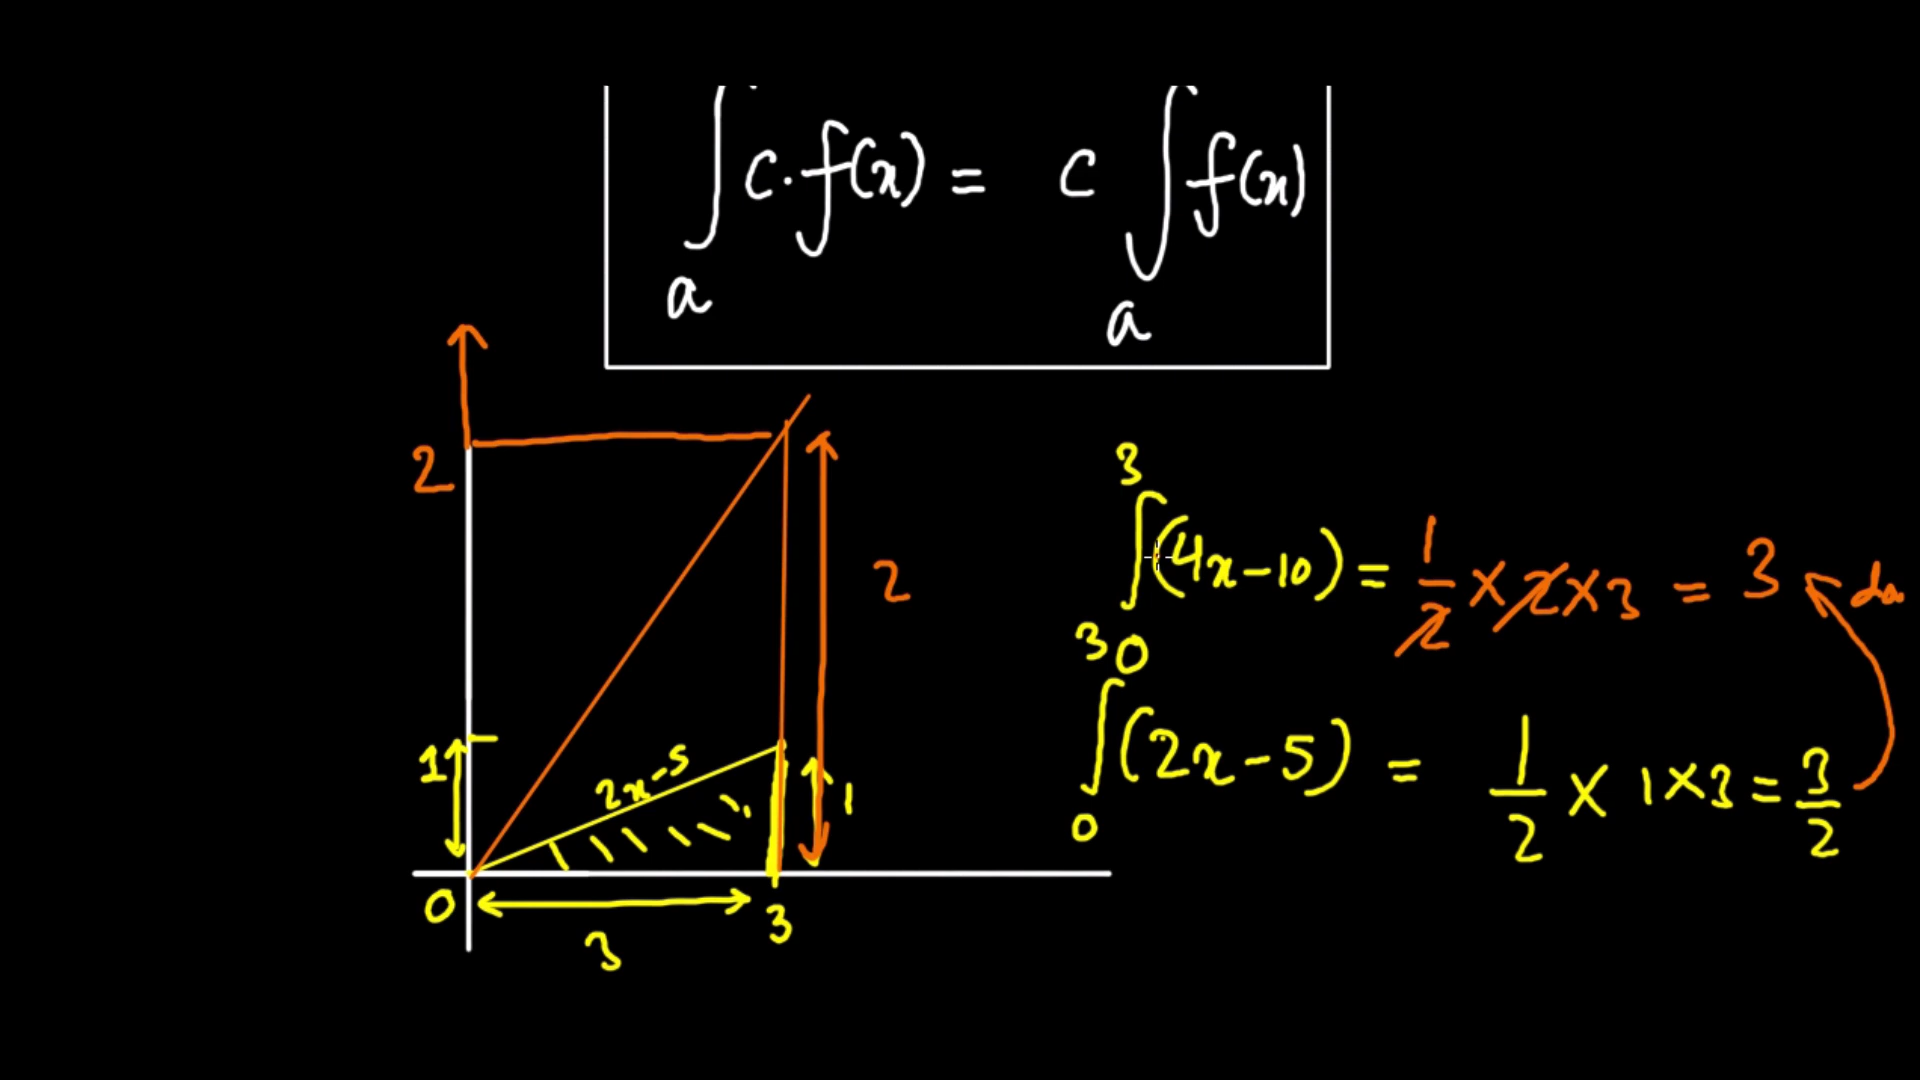 ∫ c·f(x) = c ∫ f(x)
a a
2
2
3
∫(4x-10) = 1/2 × 2 × 3 = 3
0
3
∫(2x-5) = 1/2 × 1 × 3 = 3/2
0
1
2x-5
1
0
3
3